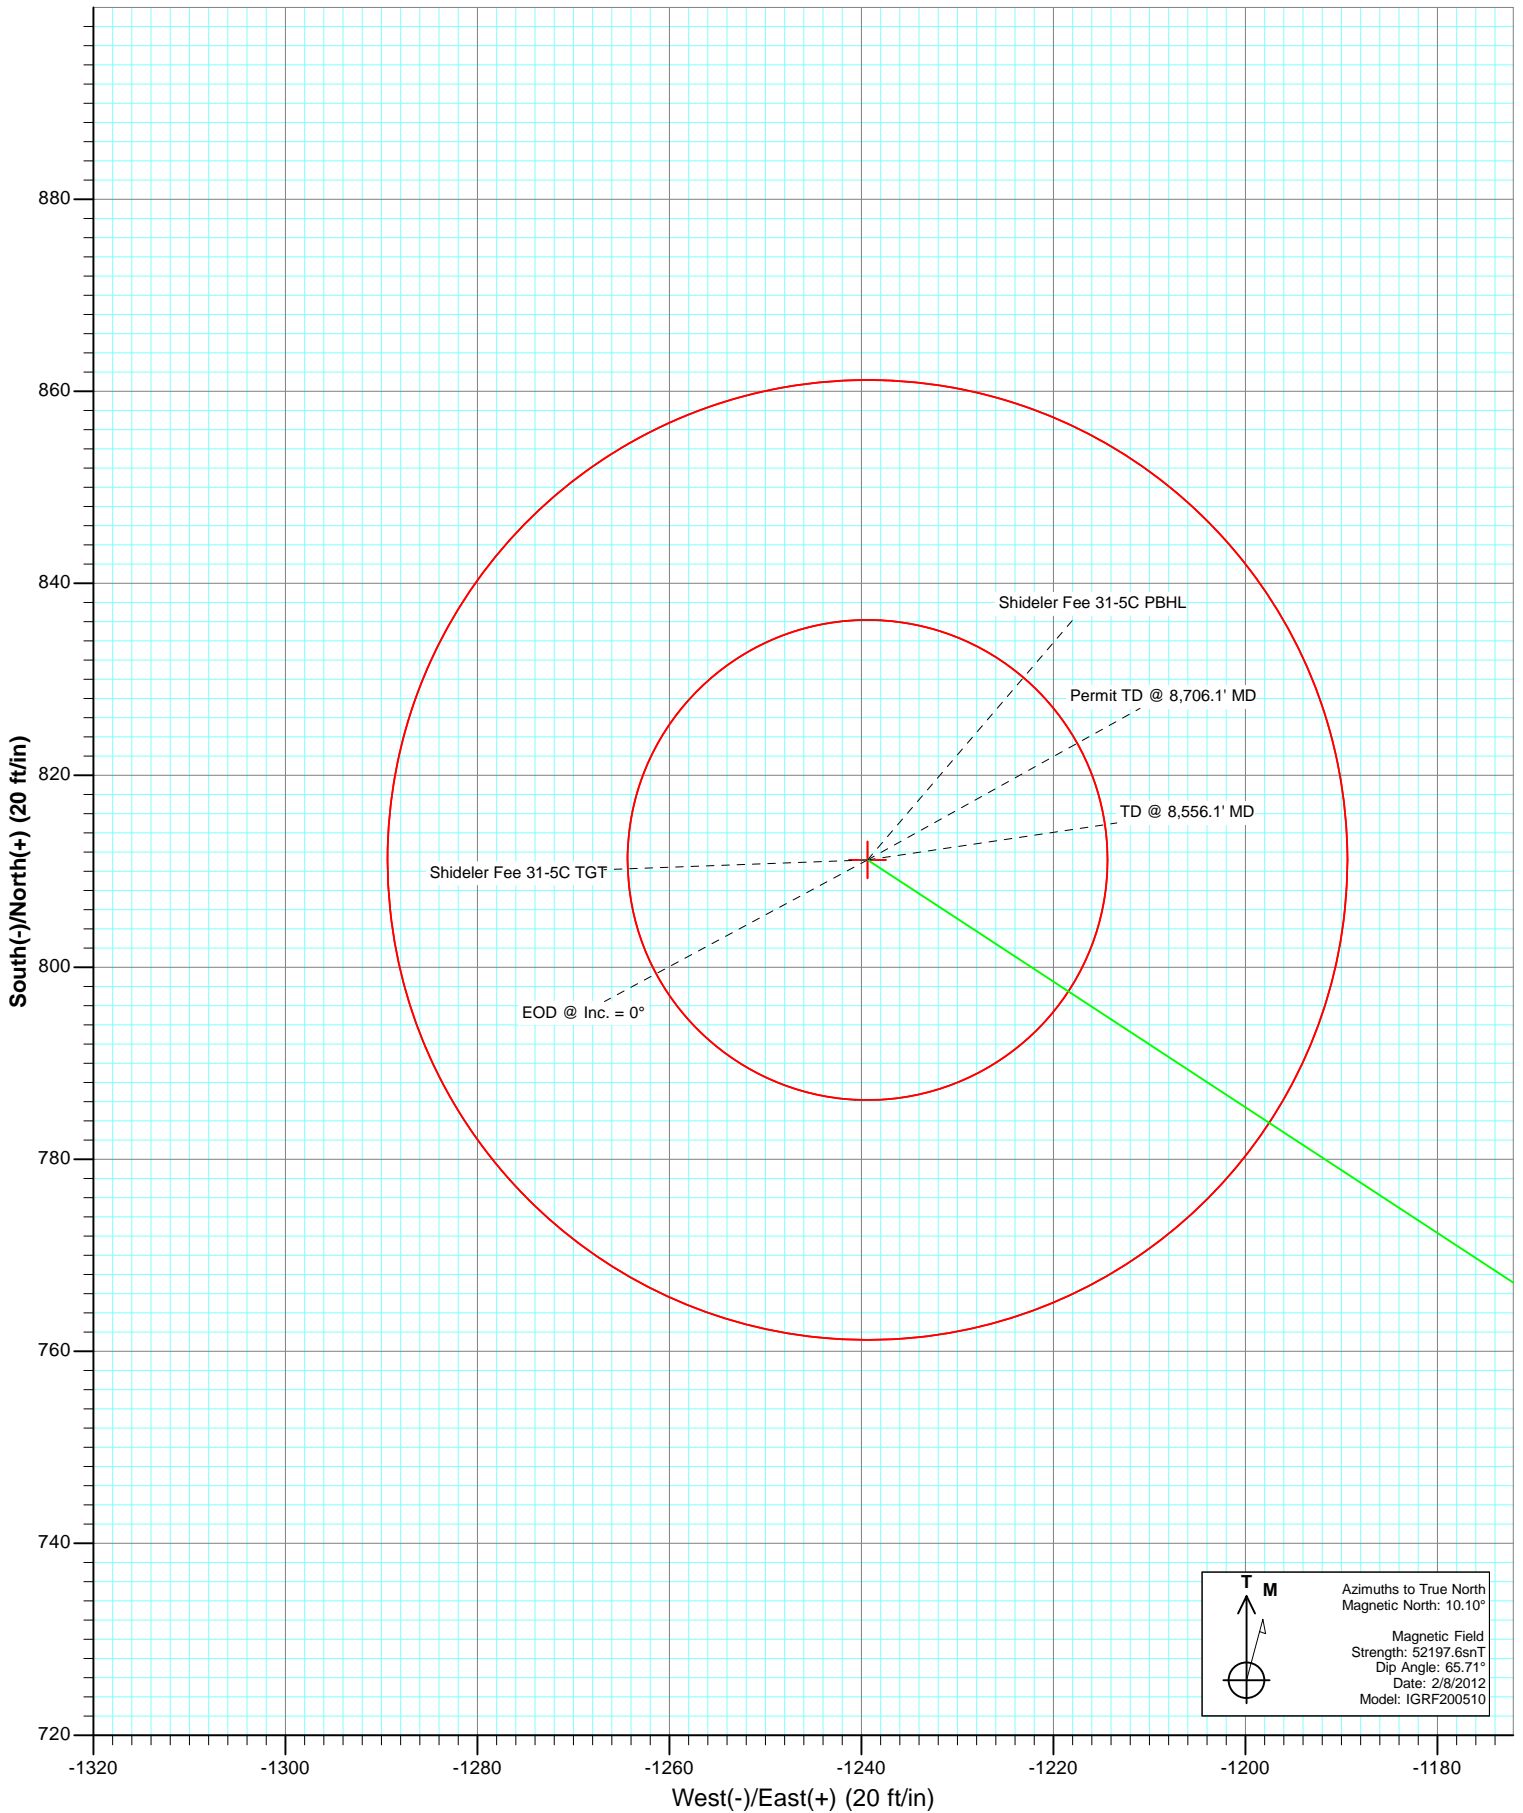 880
860
840
820
800
780
760
740
720
South(-)/North(+) (20 ft/in)
Shideler Fee 31-5C PBHL
Permit TD @ 8,706.1' MD
TD @ 8,556.1' MD
Shideler Fee 31-5C TGT
EOD @ Inc. = 0°
T M
Azimuths to True North
Magnetic North: 10.10°
Magnetic Field
Strength: 52197.6snT
Dip Angle: 65.71°
Date: 2/8/2012
Model: IGRF200510
-1320 -1300 -1280 -1260 -1240 -1220 -1200 -1180
West(-)/East(+) (20 ft/in)